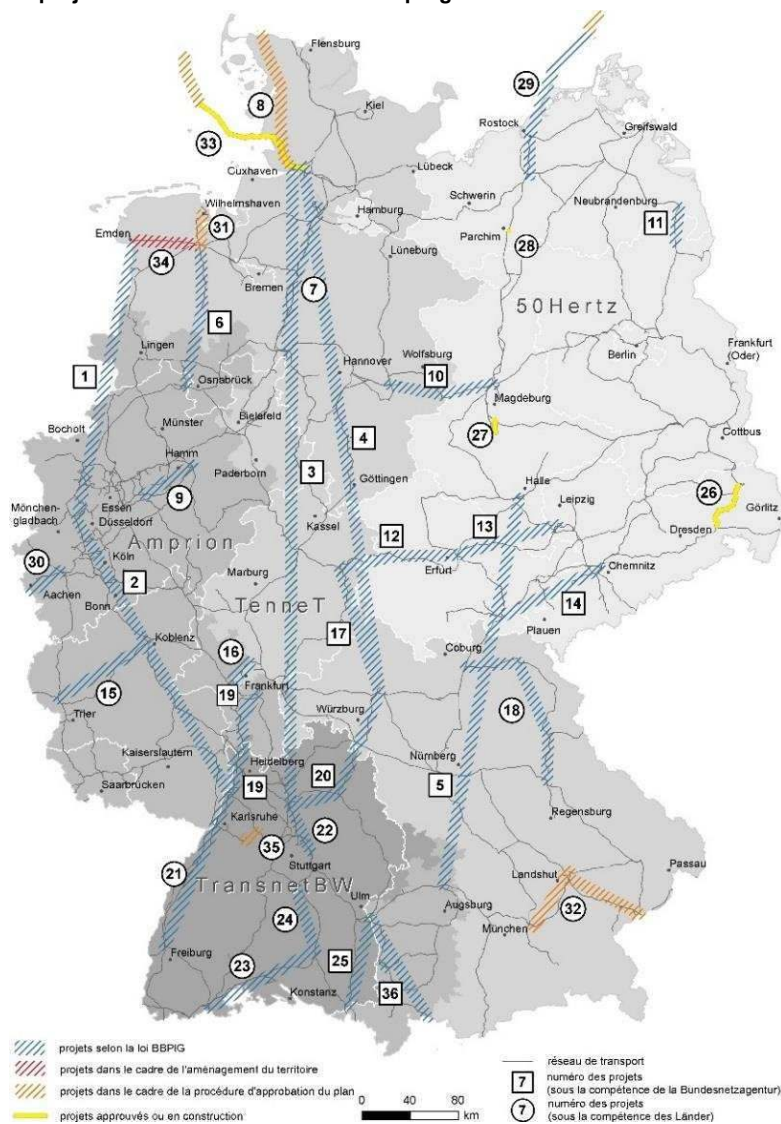 Flensburg
8
29
Kiel
33
Rostock
Greifswald
Cuxhaven
Lübeck
Schwerin
Neubrandenburg
Wilhelmshaven
Hamburg
11
31
Emden
Parchim
28
34
Lüneburg
Bremen
7
50Hertz
6
Lingen
Hannover
Wolfsburg
Berlin
Frankfurt
(Oder)
1
Osnabrück
10
Magdeburg
Bielefeld
Münster
4
27
Cottbus
Bocholt
Hamm
Paderborn
3
Göttingen
Halle
26
9
Essen
Leipzig
Görlitz
Mönchen-
gladbach
Düsseldorf
Kassel
13
Dresden
12
Amprion
Köln
Erfurt
30
Chemnitz
Marburg
2
Aachen
Bonn
TenneT
14
17
Plauen
Koblenz
Coburg
16
Frankfurt
15
19
18
Trier
Würzburg
Kaiserslautern
Nürnberg
Heidelberg
20
5
Saarbrücken
19
Karlsruhe
22
Regensburg
35
Stuttgart
Passau
21
TransnetBW
Landshut
Ulm
Augsburg
24
München
32
Freiburg
23
25
Konstanz
36
projets selon la loi BBPlG
projets dans le cadre de l'aménagement du territoire
projets dans le cadre de la procédure d'approbation du plan
projets approuvés ou en construction
0 40 80
km
réseau de transport
7 numéro des projets
(sous la compétence de la Bundesnetzagentur)
7 numéro des projets
(sous la compétence des Länder)